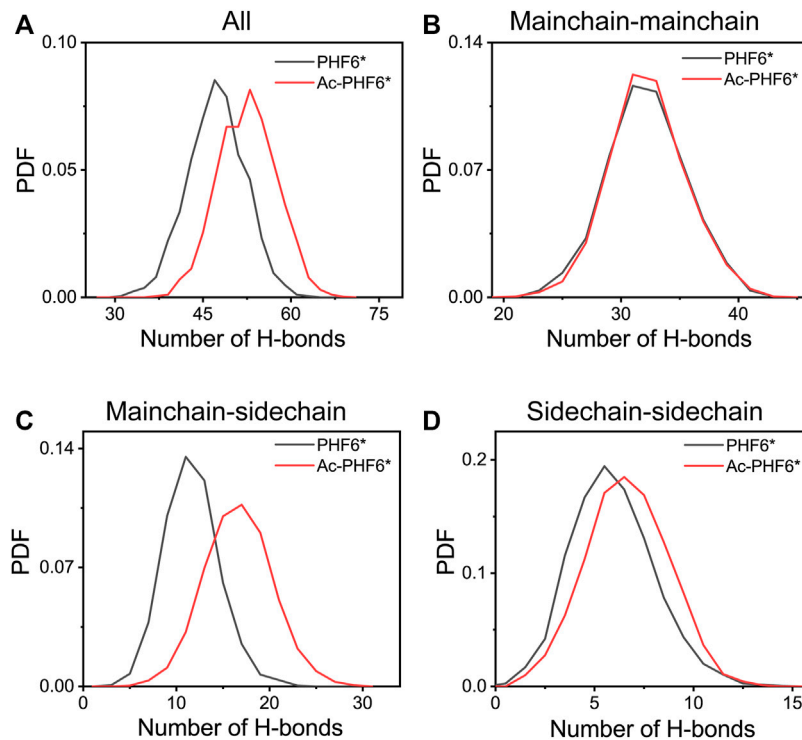 A
All
0.10
PHF6*
Ac-PHF6*
0.05
PDF
0.00
30
45
60
75
Number of H-bonds
B
Mainchain-mainchain
0.14
PHF6*
Ac-PHF6*
0.07
PDF
0.00
20
30
40
Number of H-bonds
C
Mainchain-sidechain
0.14
PHF6*
Ac-PHF6*
0.07
PDF
0.00
0
10
20
30
Number of H-bonds
D
Sidechain-sidechain
0.2
PHF6*
Ac-PHF6*
0.1
PDF
0.0
0
5
10
15
Number of H-bonds